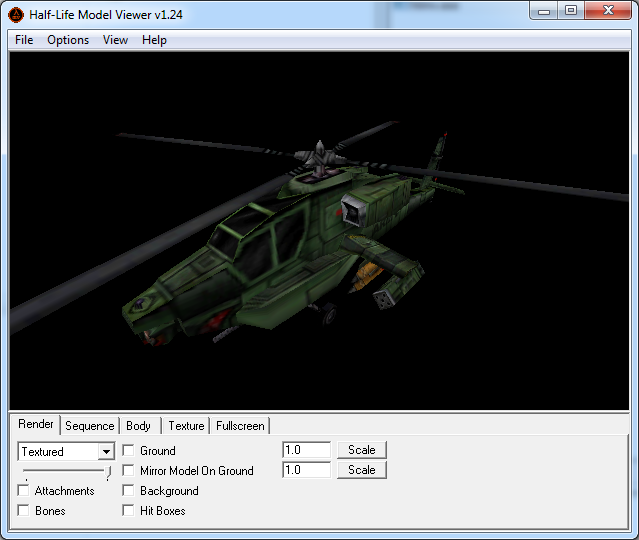 Half-Life Model Viewer v1.24
File Options View Help
Render Sequence Body Texture Fullscreen
Textured Ground 1.0 Scale
Mirror Model On Ground 1.0 Scale
Attachments Background
Bones Hit Boxes